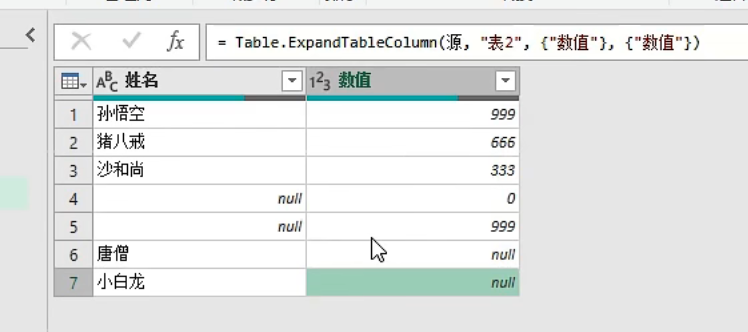 = Table.ExpandTableColumn(源, "表2", {"数值"}, {"数值"})
ABC 姓名 123 数值
1 孙悟空 999
2 猪八戒 666
3 沙和尚 333
4 null 0
5 null 999
6 唐僧 null
7 小白龙 null